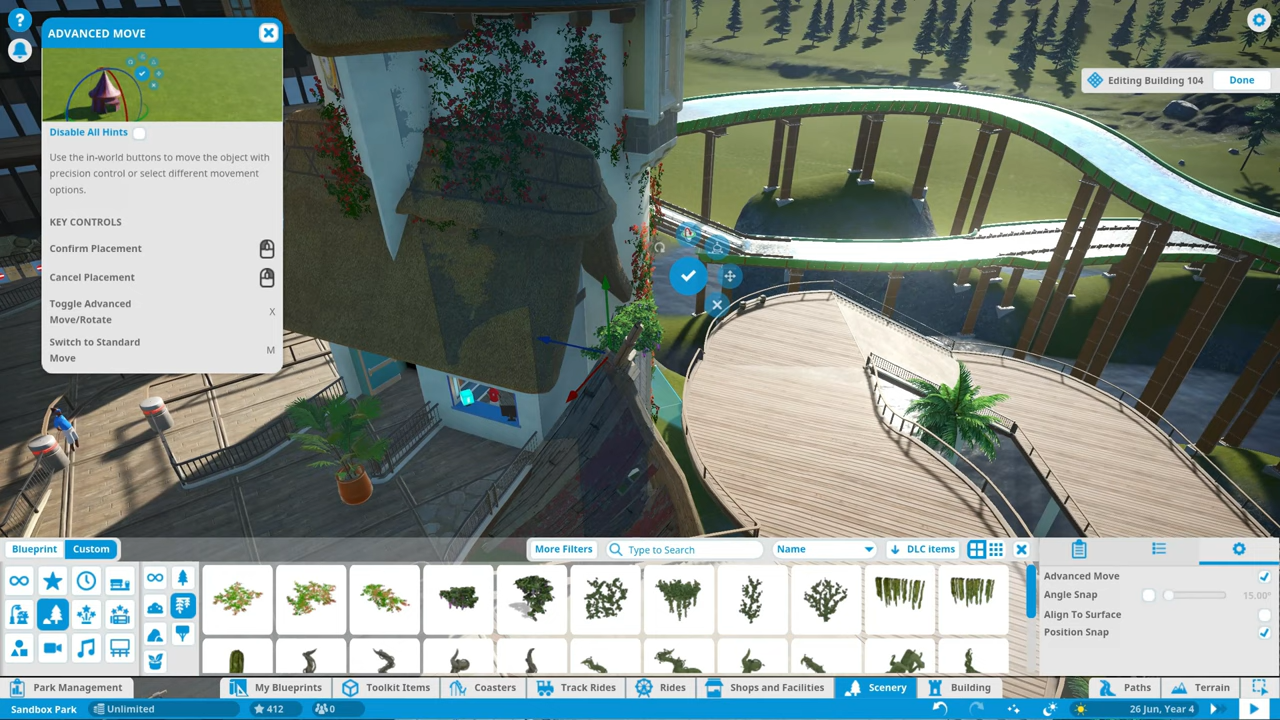 ?
ADVANCED MOVE
Disable All Hints
Use the in-world buttons to move the object with
precision control or select different movement
options.
KEY CONTROLS
Confirm Placement
Cancel Placement
Toggle Advanced
Move/Rotate
X
Switch to Standard
Move
M
Editing Building 104
Done
Blueprint
Custom
More Filters
Type to Search
Name
DLC items
Advanced Move
Angle Snap
15.00°
Align To Surface
Position Snap
Park Management
My Blueprints
Toolkit Items
Coasters
Track Rides
Rides
Shops and Facilities
Scenery
Building
Paths
Terrain
Sandbox Park
Unlimited
412
0
26 Jun, Year 4